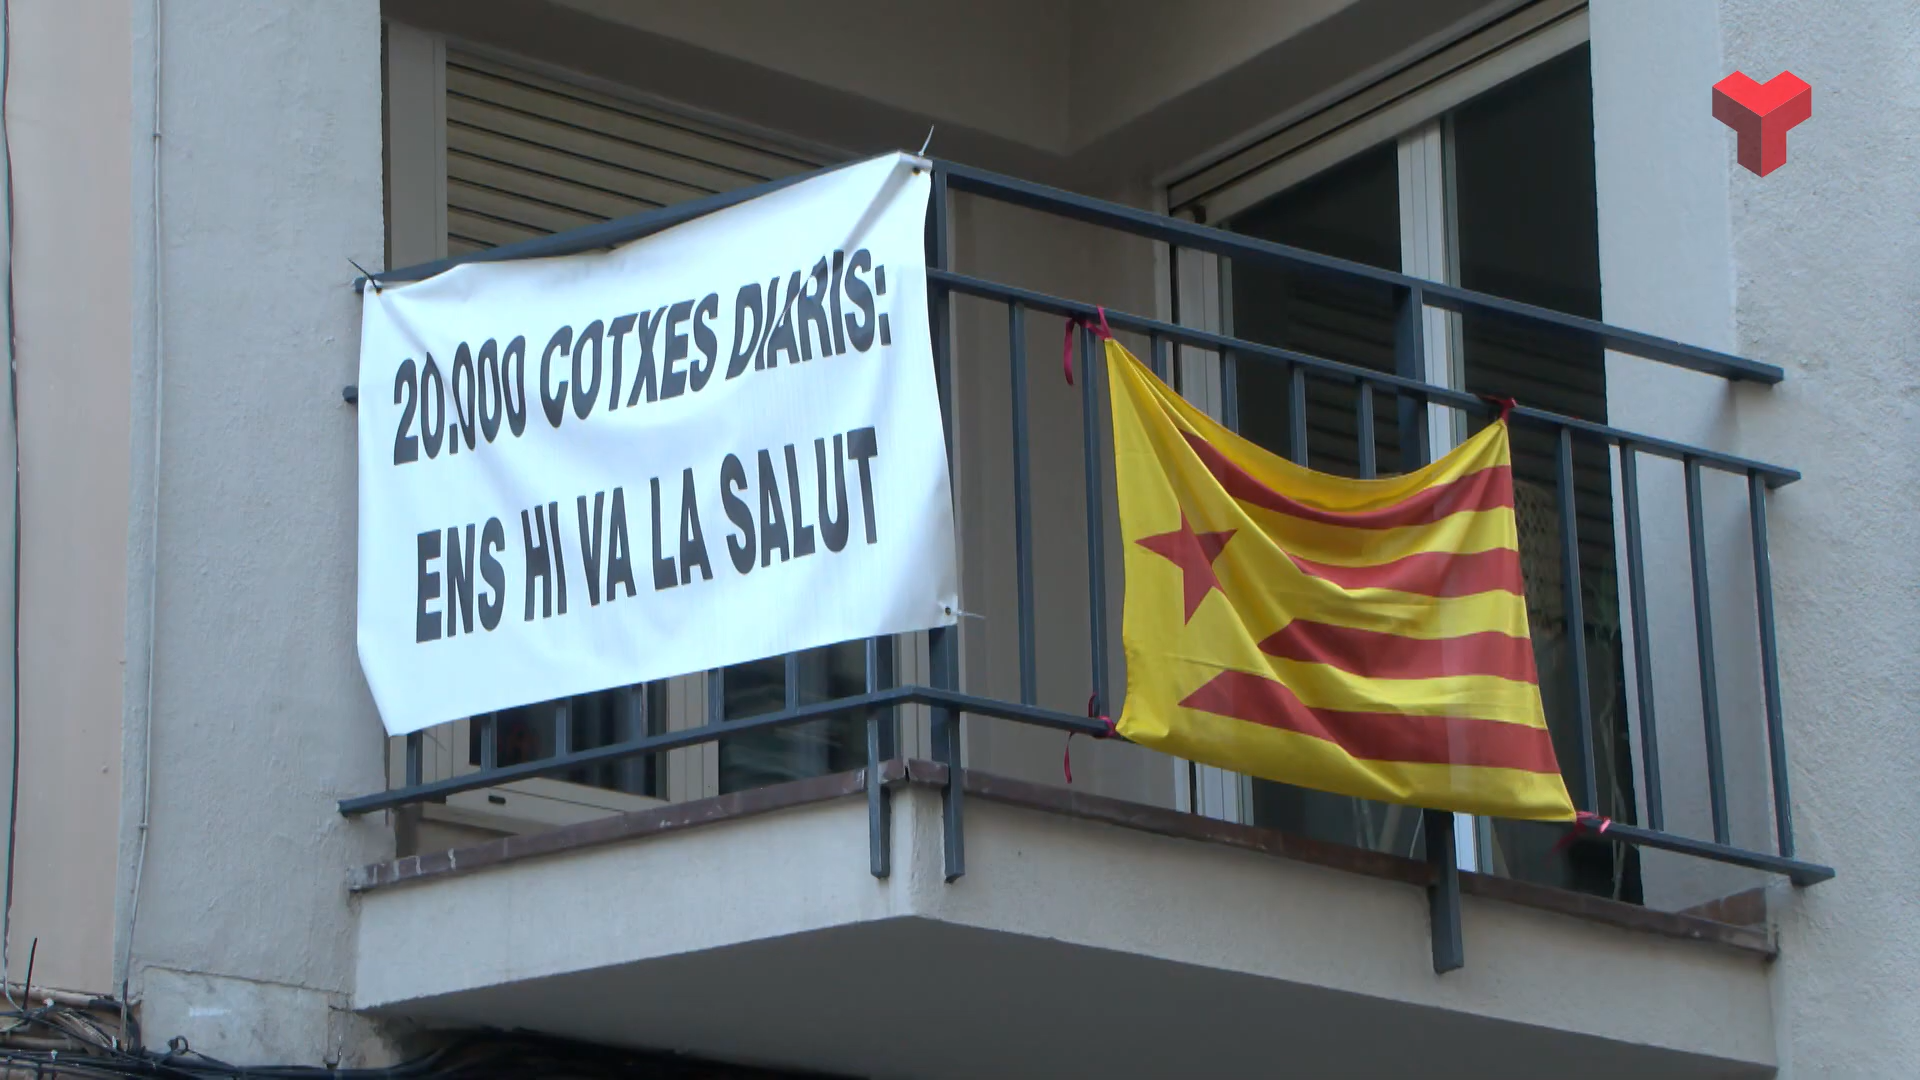 20.000 COTXES DIARIS:
ENS HI VA LA SALUT